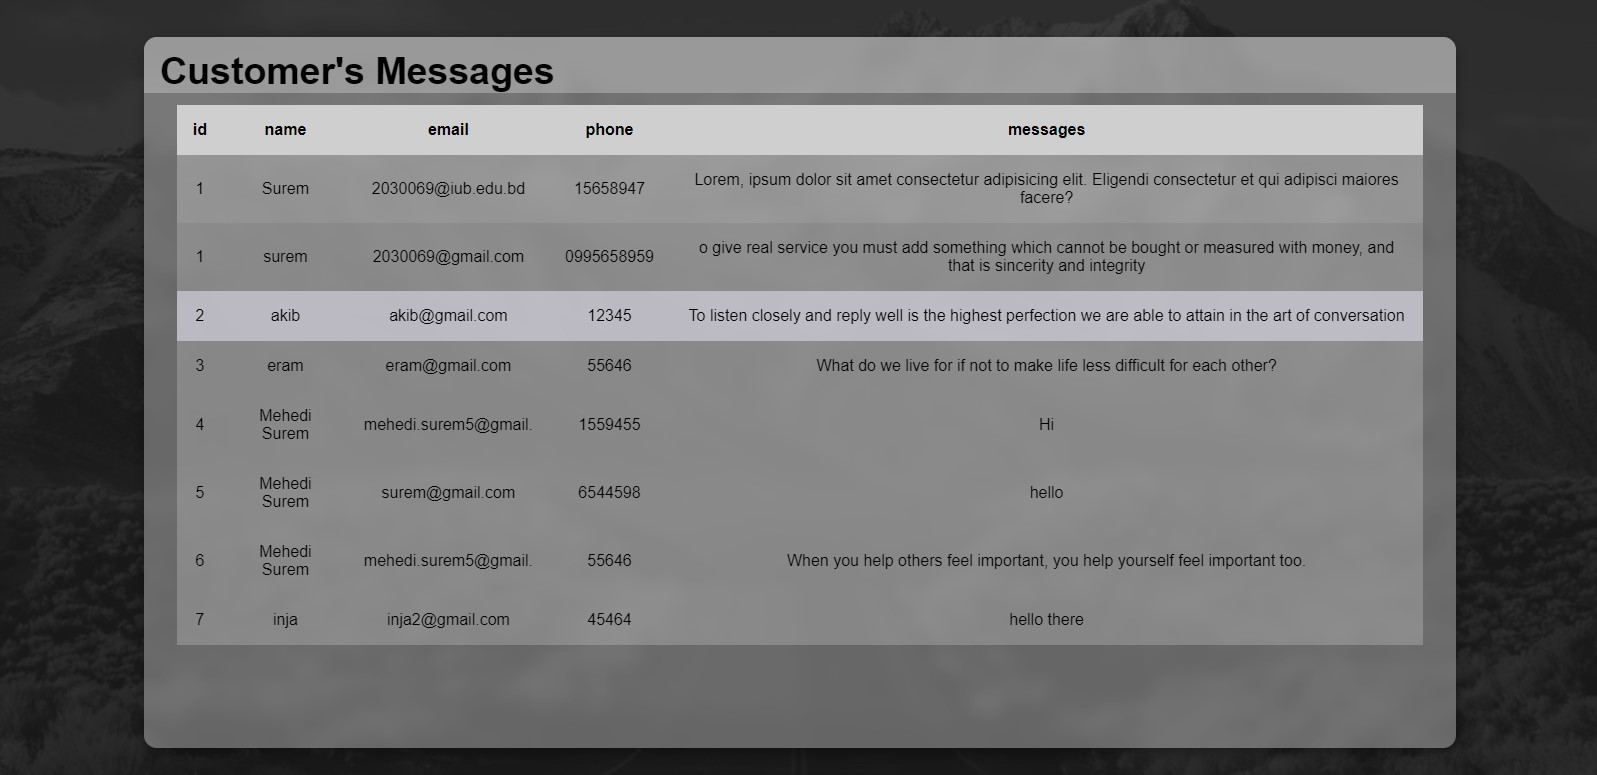 Customer's Messages
id name email phone messages
1 Surem 2030069@iub.edu.bd 15658947 Lorem, ipsum dolor sit amet consectetur adipisicing elit. Eligendi consectetur et qui adipisci maiores
facere?
1 surem 2030069@gmail.com 0995658959 o give real service you must add something which cannot be bought or measured with money, and
that is sincerity and integrity
2 akib akib@gmail.com 12345 To listen closely and reply well is the highest perfection we are able to attain in the art of conversation
3 eram eram@gmail.com 55646 What do we live for if not to make life less difficult for each other?
4 Mehedi
Surem mehedi.surem5@gmail. 1559455 Hi
5 Mehedi
Surem surem@gmail.com 6544598 hello
6 Mehedi
Surem mehedi.surem5@gmail. 55646 When you help others feel important, you help yourself feel important too.
7 inja inja2@gmail.com 45464 hello there